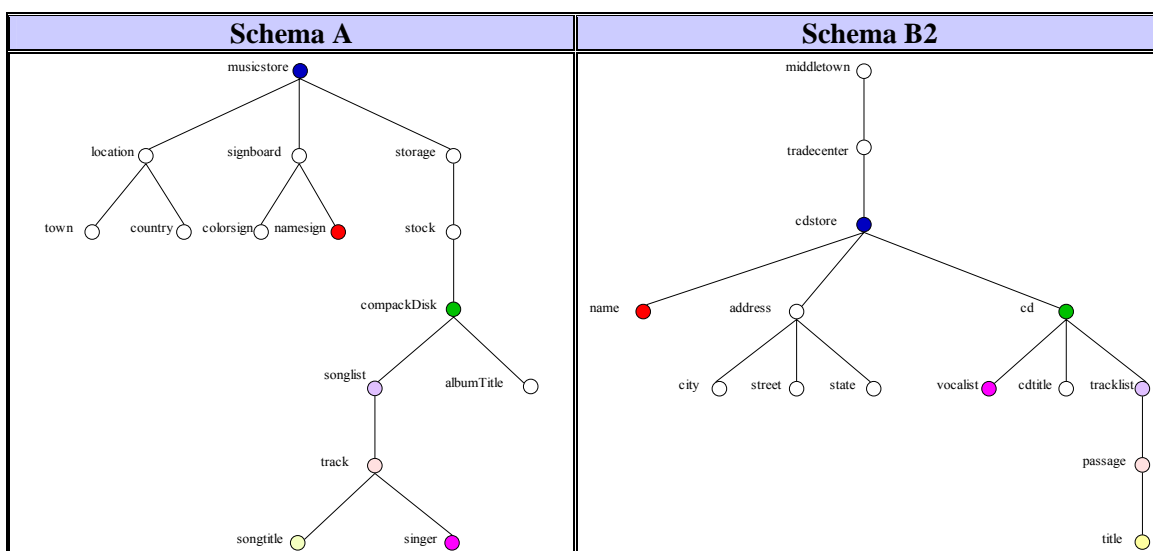 Schema A
Schema B2
musicstore
location
signboard
storage
town
country
colorsign
namesign
stock
compackDisk
songlist
albumTitle
track
songtitle
singer
middletown
tradecenter
cdstore
name
address
cd
city
street
state
vocalist
cdtitle
tracklist
passage
title